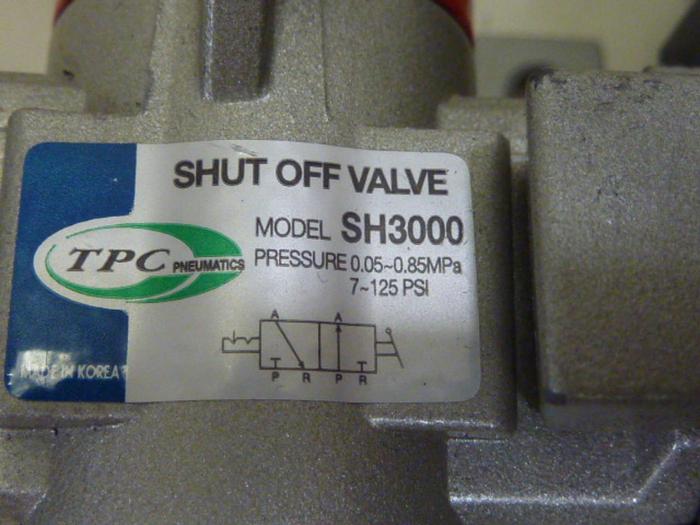 SHUT OFF VALVE
MODEL SH3000
PRESSURE 0.05~0.85MPa
7~125 PSI
TPC PNEUMATICS
A A
P R P R
MADE IN KOREA